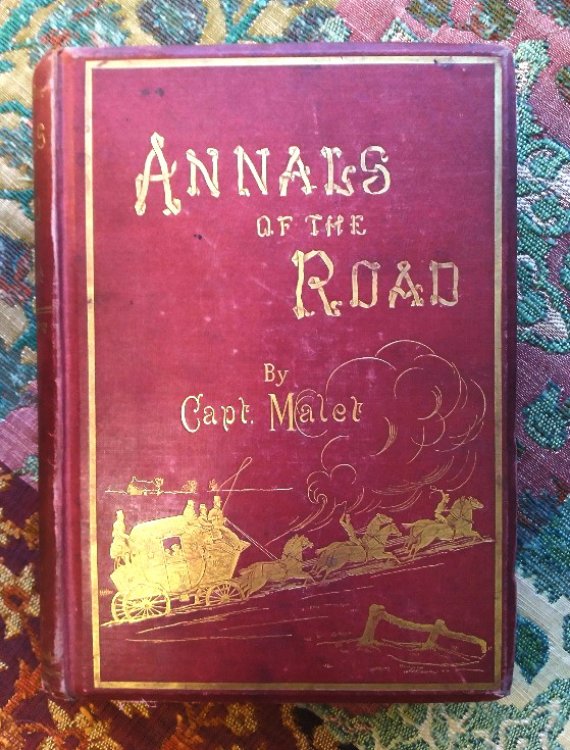 ANNALS
OF THE
ROAD
By
Capt. Malet